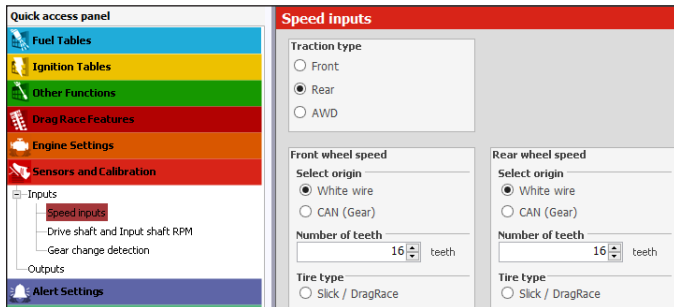 Quick access panel
Fuel Tables
Ignition Tables
Other Functions
Drag Race Features
Engine Settings
Sensors and Calibration
Inputs
Speed inputs
Drive shaft and Input shaft RPM
Gear change detection
Outputs
Alert Settings
Speed inputs
Traction type
Front
Rear
AWD
Front wheel speed
Select origin
White wire
CAN (Gear)
Number of teeth
16 teeth
Tire type
Slick / DragRace
Rear wheel speed
Select origin
White wire
CAN (Gear)
Number of teeth
16 teeth
Tire type
Slick / DragRace